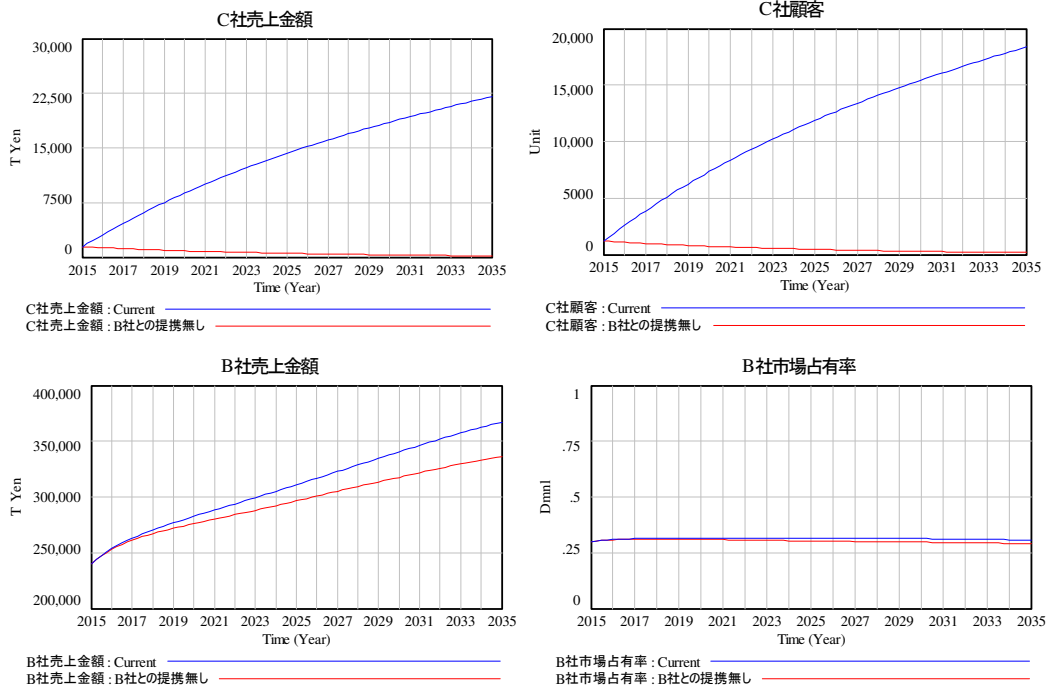 C社売上金額
30,000
22,500
15,000
7500
0
T Yen
2015 2017 2019 2021 2023 2025 2027 2029 2031 2033 2035
Time (Year)
C社売上金額 : Current
C社売上金額 : B社との提携無し
C社顧客
20,000
15,000
10,000
5000
0
Unit
2015 2017 2019 2021 2023 2025 2027 2029 2031 2033 2035
Time (Year)
C社顧客 : Current
C社顧客 : B社との提携無し
B社売上金額
400,000
350,000
300,000
250,000
200,000
T Yen
2015 2017 2019 2021 2023 2025 2027 2029 2031 2033 2035
Time (Year)
B社売上金額 : Current
B社売上金額 : B社との提携無し
B社市場占有率
1
.75
.5
.25
0
Dmnl
2015 2017 2019 2021 2023 2025 2027 2029 2031 2033 2035
Time (Year)
B社市場占有率 : Current
B社市場占有率 : B社との提携無し